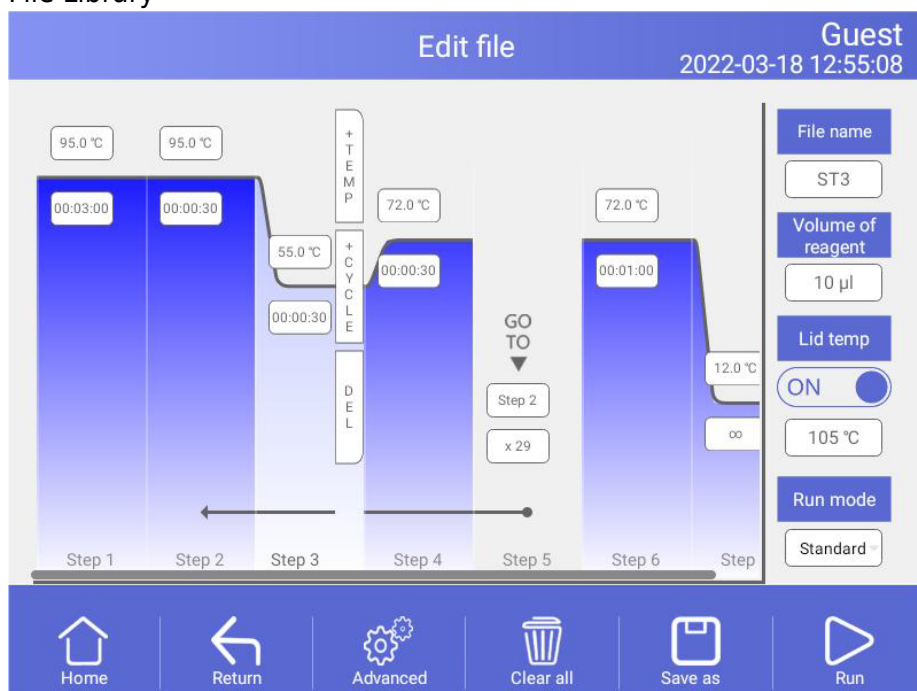 Edit file
Guest
2022-03-18 12:55:08
95.0 ℃
00:03:00
Step 1
95.0 ℃
00:00:30
Step 2
55.0 ℃
00:00:30
Step 3
+TEMP
+CYCLE
DEL
72.0 ℃
00:00:30
Step 4
GO
TO
Step 2
x 29
Step 5
72.0 ℃
00:01:00
Step 6
12.0 ℃
∞
Step
File name
ST3
Volume of
reagent
10 µl
Lid temp
ON
105 ℃
Run mode
Standard
Home
Return
Advanced
Clear all
Save as
Run